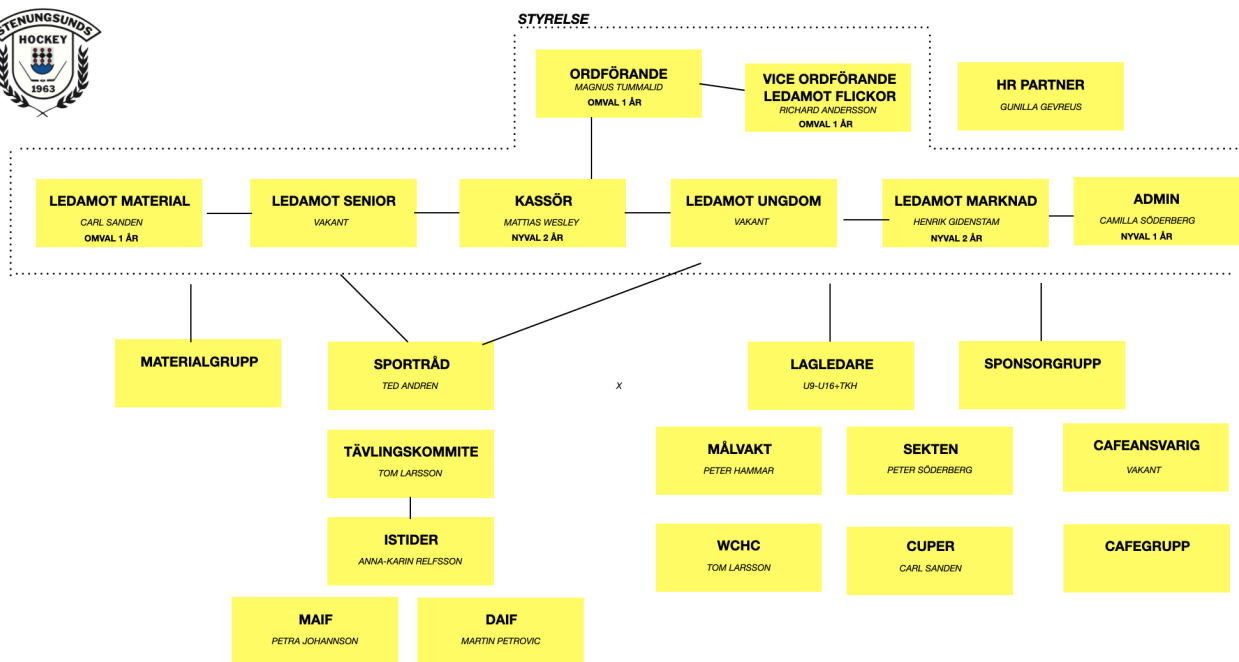 STENUNGSUNDS
HOCKEY
1963
STYRELSE
ORDFÖRANDE
MAGNUS TUMMALID
OMVAL 1 ÅR
VICE ORDFÖRANDE
LEDAMOT FLICKOR
RICHARD ANDERSSON
OMVAL 1 ÅR
HR PARTNER
GUNILLA GEVREUS
LEDAMOT MATERIAL
CARL SANDEN
OMVAL 1 ÅR
LEDAMOT SENIOR
VAKANT
KASSÖR
MATTIAS WESLEY
NYVAL 2 ÅR
LEDAMOT UNGDOM
VAKANT
LEDAMOT MARKNAD
HENRIK GIDENSTAM
NYVAL 2 ÅR
ADMIN
CAMILLA SÖDERBERG
NYVAL 1 ÅR
MATERIALGRUPP
SPORTRÅD
TED ANDREN
X
LAGLEDARE
U9-U16+TKH
SPONSORGRUPP
TÄVLINGSKOMMITE
TOM LARSSON
MÅLVAKT
PETER HAMMAR
SEKTEN
PETER SÖDERBERG
CAFEANSVARIG
VAKANT
ISTIDER
ANNA-KARIN RELFSSON
WCHC
TOM LARSSON
CUPER
CARL SANDEN
CAFEGRUPP
MAIF
PETRA JOHANNSON
DAIF
MARTIN PETROVIC